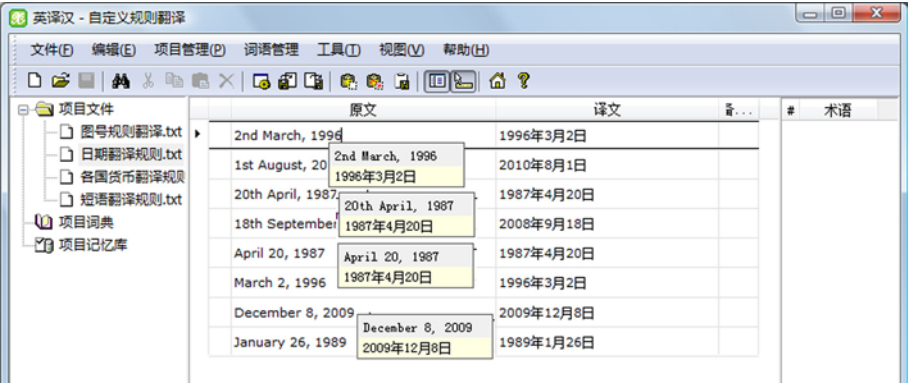 英译汉 - 自定义规则翻译
文件(F) 编辑(E) 项目管理(P) 词语管理 工具(T) 视图(V) 帮助(H)
项目文件
图号规则翻译.txt
日期翻译规则.txt
各国货币翻译规则
短语翻译规则.txt
项目词典
项目记忆库
原文 译文 备... # 术语
2nd March, 1996 1996年3月2日
2nd March, 1996
1996年3月2日
1st August, 20 2010年8月1日
20th April, 1987 1987年4月20日
20th April, 1987
1987年4月20日
18th September 2008年9月18日
April 20, 1987 1987年4月20日
April 20, 1987
1987年4月20日
March 2, 1996 1996年3月2日
December 8, 2009 2009年12月8日
December 8, 2009
2009年12月8日
January 26, 1989 1989年1月26日